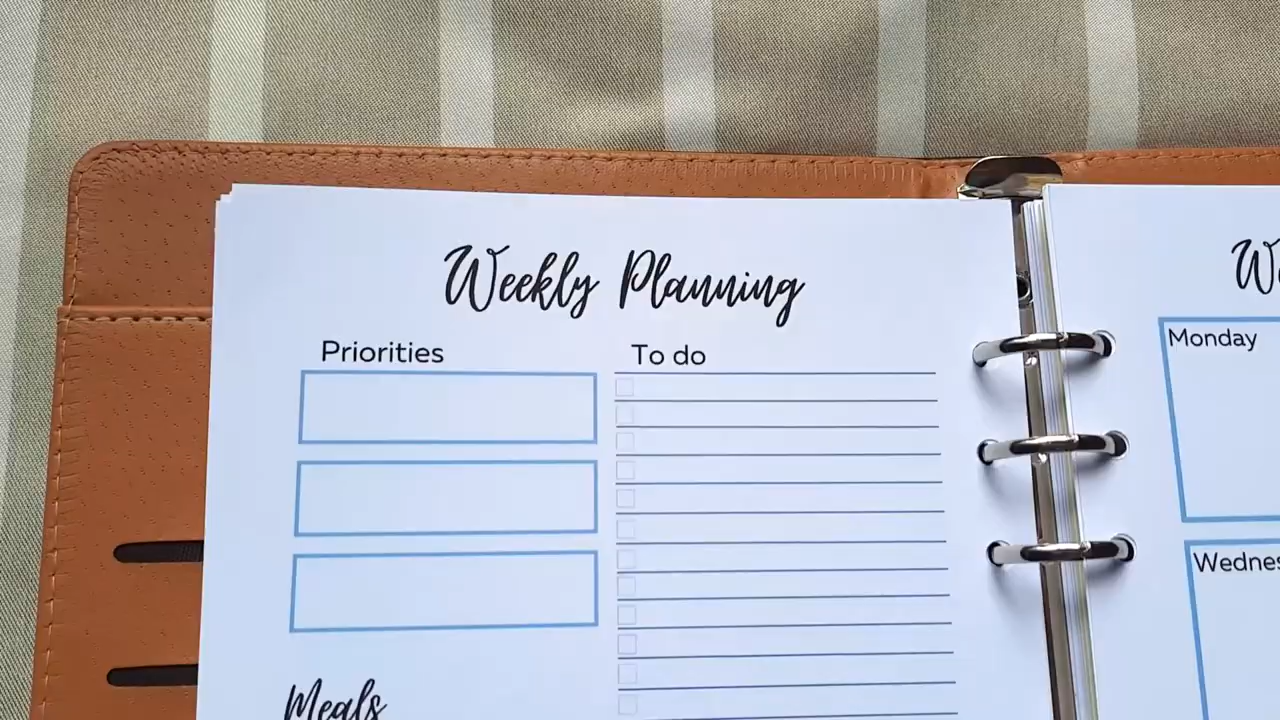 Weekly Planning
Priorities
To do
Meals
Monday